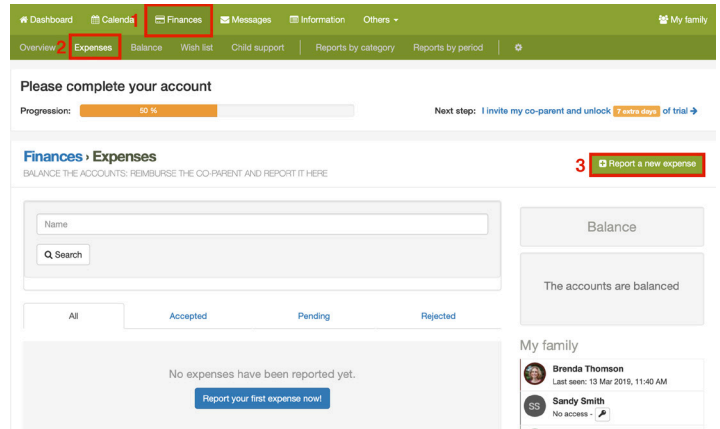 Dashboard Calenda 1 Finances Messages Information Others My family
Overview 2 Expenses Balance Wish list Child support Reports by category Reports by period
Please complete your account
Progression: 50 % Next step: I invite my co-parent and unlock 7 extra days of trial
Finances › Expenses
BALANCE THE ACCOUNTS: REIMBURSE THE CO-PARENT AND REPORT IT HERE
3 Report a new expense
Name
Search
Balance
The accounts are balanced
All Accepted Pending Rejected
No expenses have been reported yet.
Report your first expense now!
My family
Brenda Thomson
Last seen: 13 Mar 2019, 11:40 AM
SS Sandy Smith
No access -